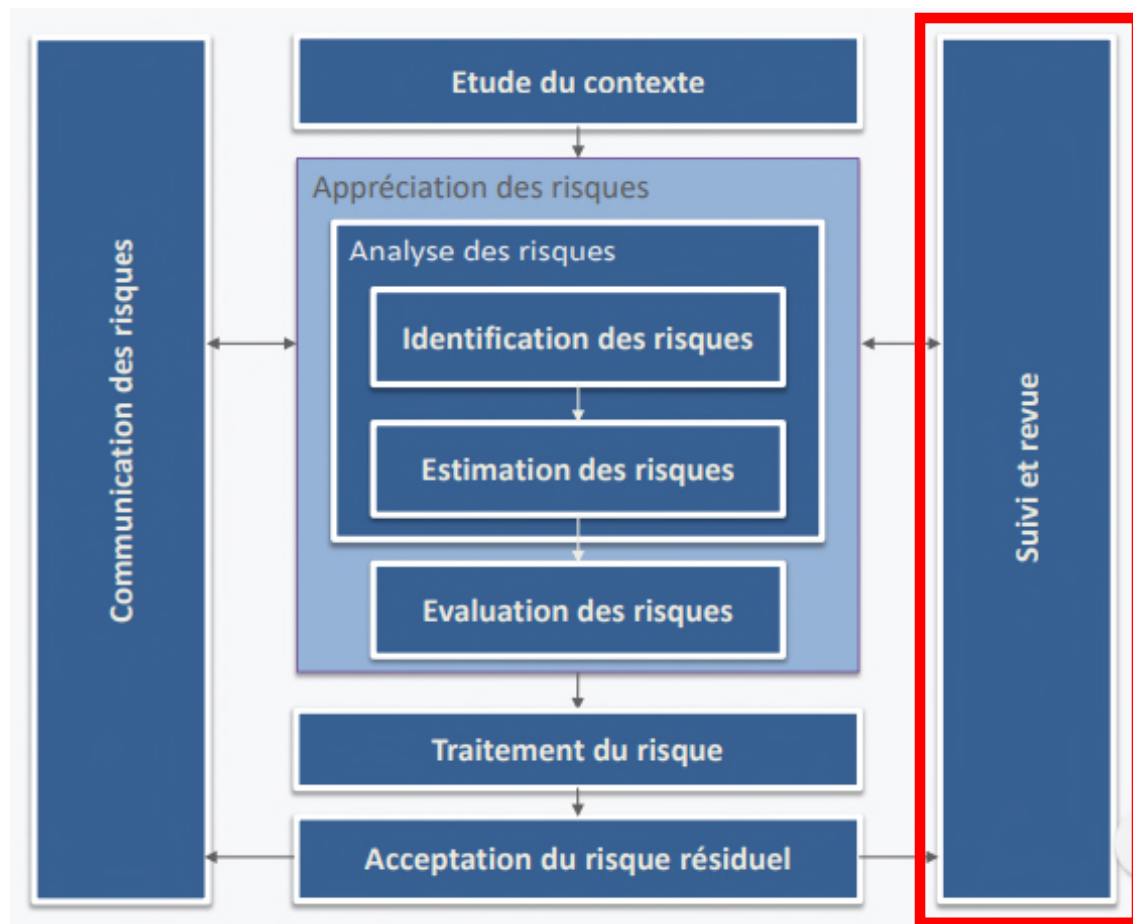 Etude du contexte
Appréciation des risques
Analyse des risques
Identification des risques
Estimation des risques
Evaluation des risques
Traitement du risque
Acceptation du risque résiduel
Communication des risques
Suivi et revue